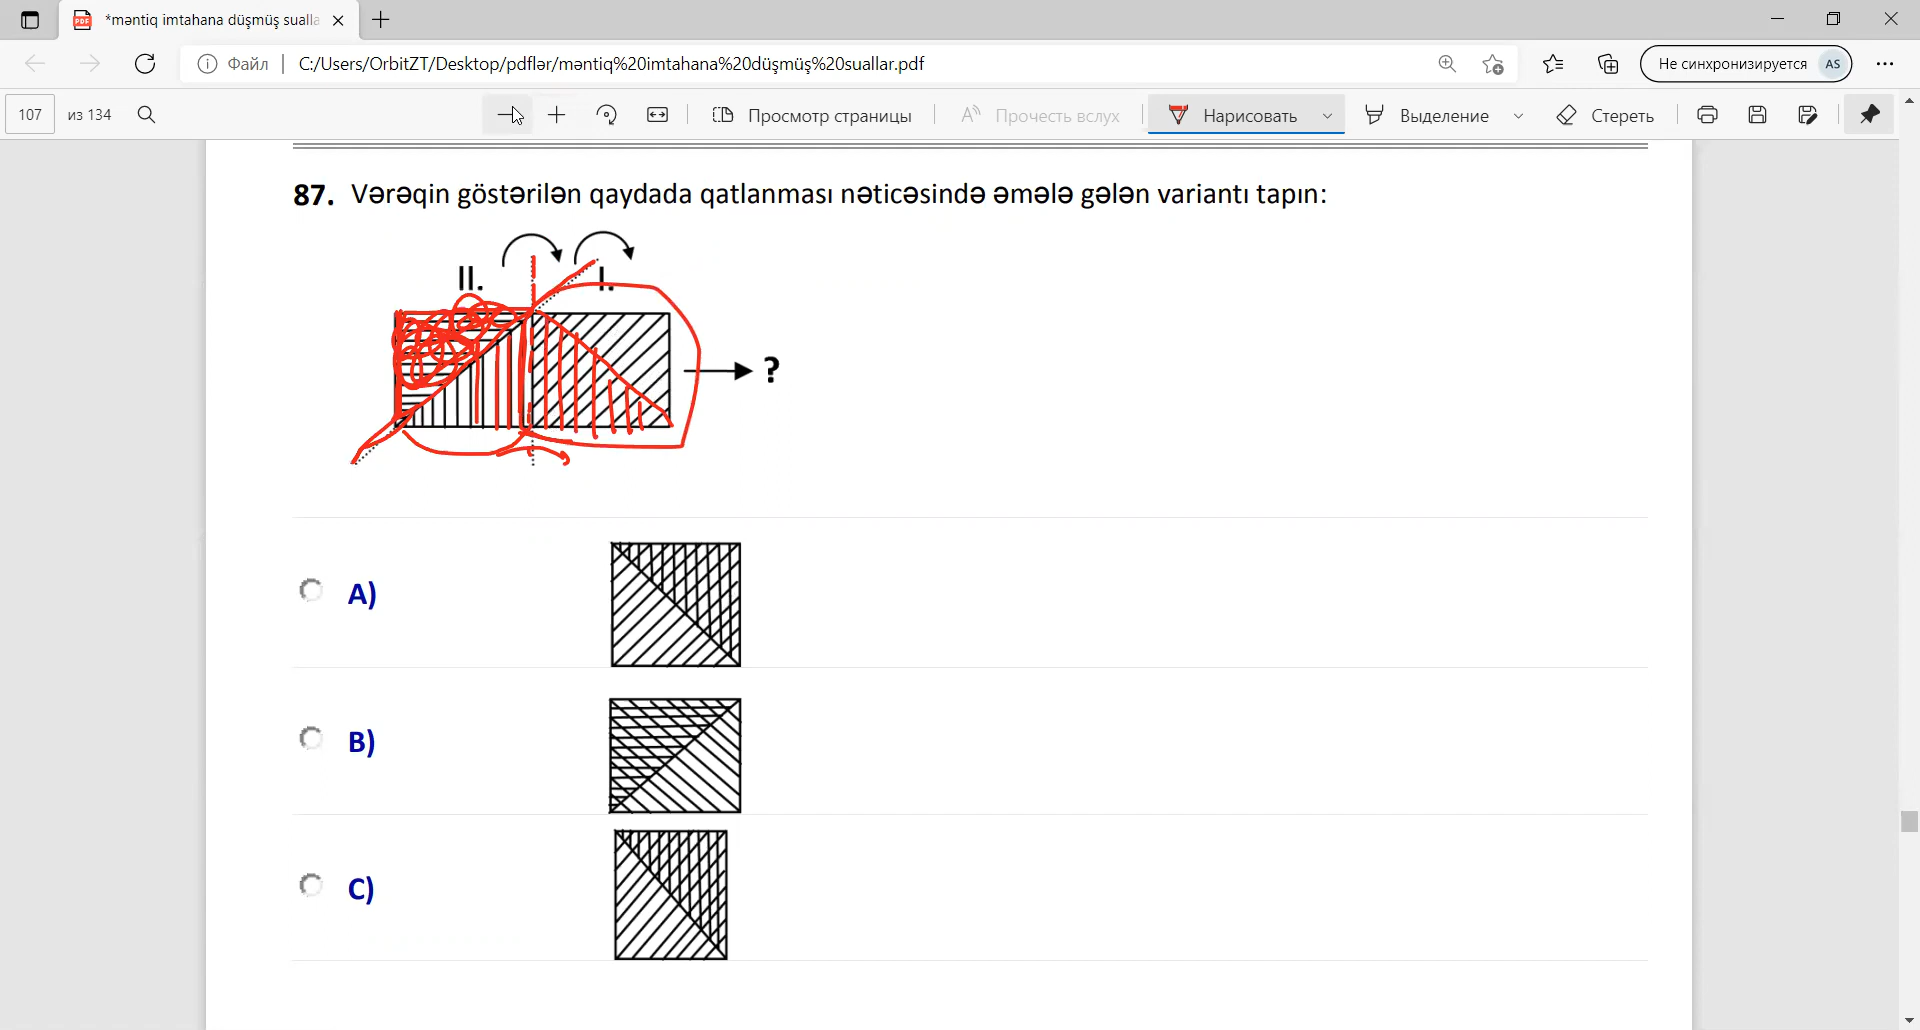 *məntiq imtahana düşmüş sualla
Файл
C:/Users/OrbitZT/Desktop/pdflər/məntiq%20imtahana%20düşmüş%20suallar.pdf
Не синхронизируется AS
107 из 134
Просмотр страницы
Прочесть вслух
Нарисовать
Выделение
Стереть
87. Vərəqin göstərilən qaydada qatlanması nəticəsində əmələ gələn variantı tapın:
II. I.
?
A)
B)
C)